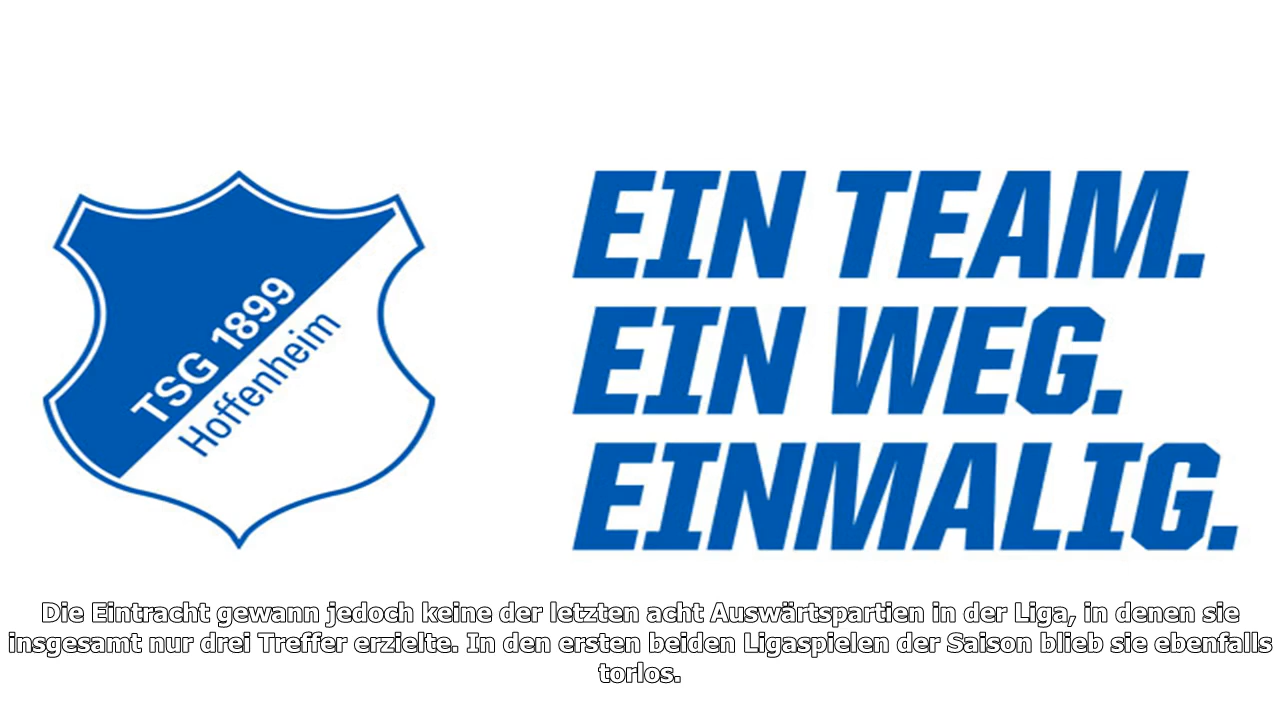 TSG 1899
Hoffenheim
EIN TEAM.
EIN WEG.
EINMALIG.
Die Eintracht gewann jedoch keine der letzten acht Auswärtspartien in der Liga, in denen sie
insgesamt nur drei Treffer erzielte. In den ersten beiden Ligaspielen der Saison blieb sie ebenfalls
torlos.